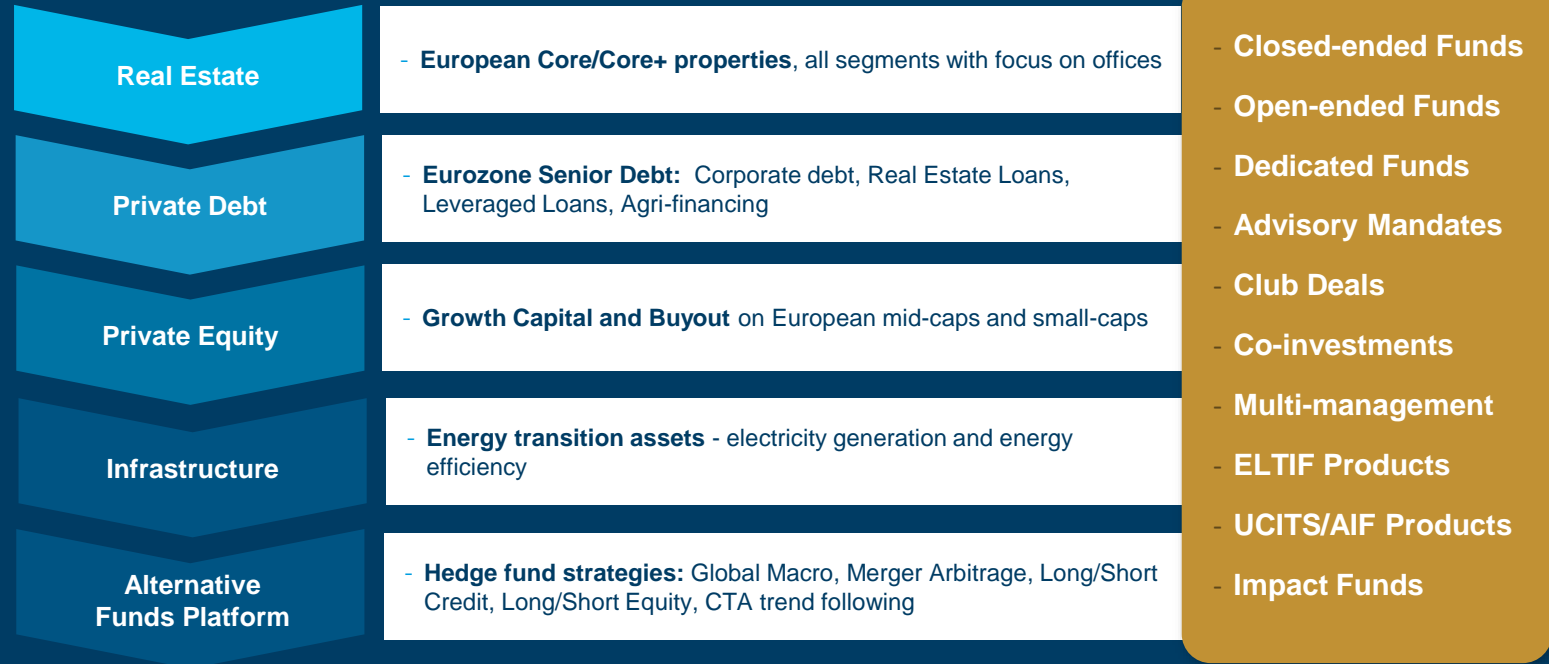 Real Estate
- European Core/Core+ properties, all segments with focus on offices
Private Debt
- Eurozone Senior Debt: Corporate debt, Real Estate Loans,
Leveraged Loans, Agri-financing
Private Equity
- Growth Capital and Buyout on European mid-caps and small-caps
Infrastructure
- Energy transition assets - electricity generation and energy
efficiency
Alternative
Funds Platform
- Hedge fund strategies: Global Macro, Merger Arbitrage, Long/Short
Credit, Long/Short Equity, CTA trend following
- Closed-ended Funds
- Open-ended Funds
- Dedicated Funds
- Advisory Mandates
- Club Deals
- Co-investments
- Multi-management
- ELTIF Products
- UCITS/AIF Products
- Impact Funds